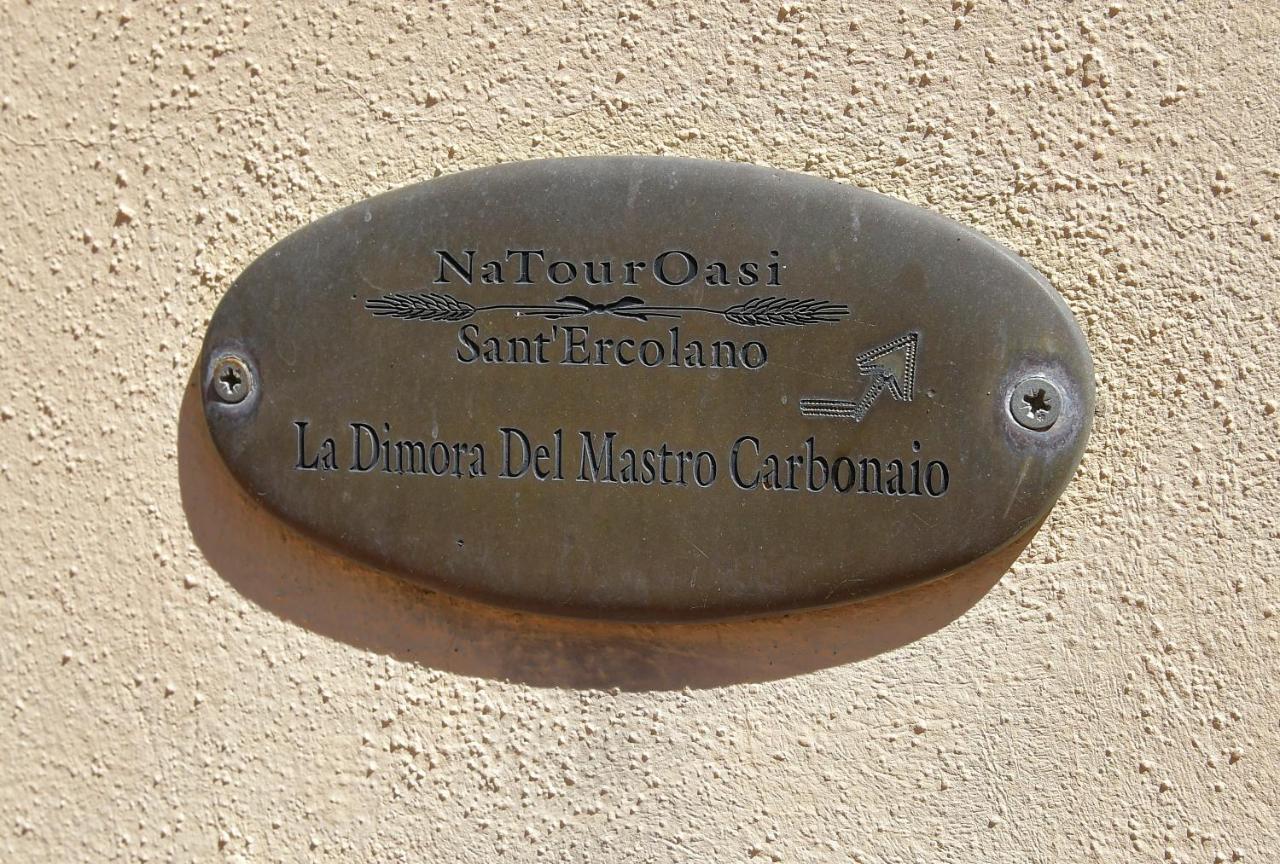 NaTourOasi
Sant'Ercolano
La Dimora Del Mastro Carbonaio